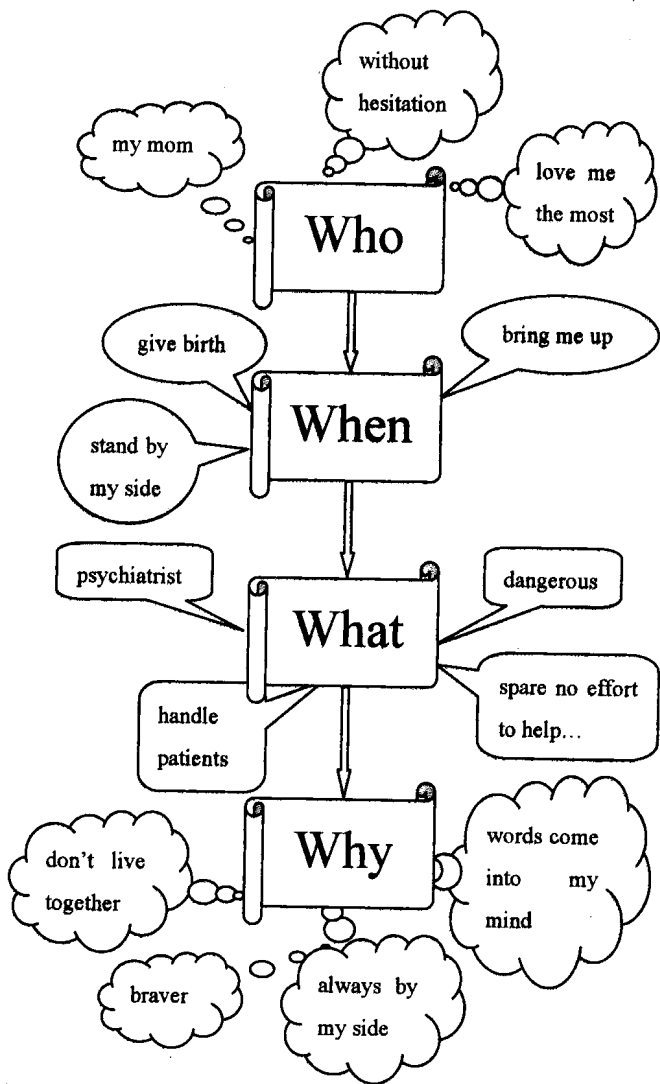 without
hesitation
my mom
love me
the most
Who
give birth
bring me up
When
stand by
my side
psychiatrist
dangerous
What
handle
patients
spare no effort
to help…
Why
don't live
together
words come
into my
mind
braver
always by
my side